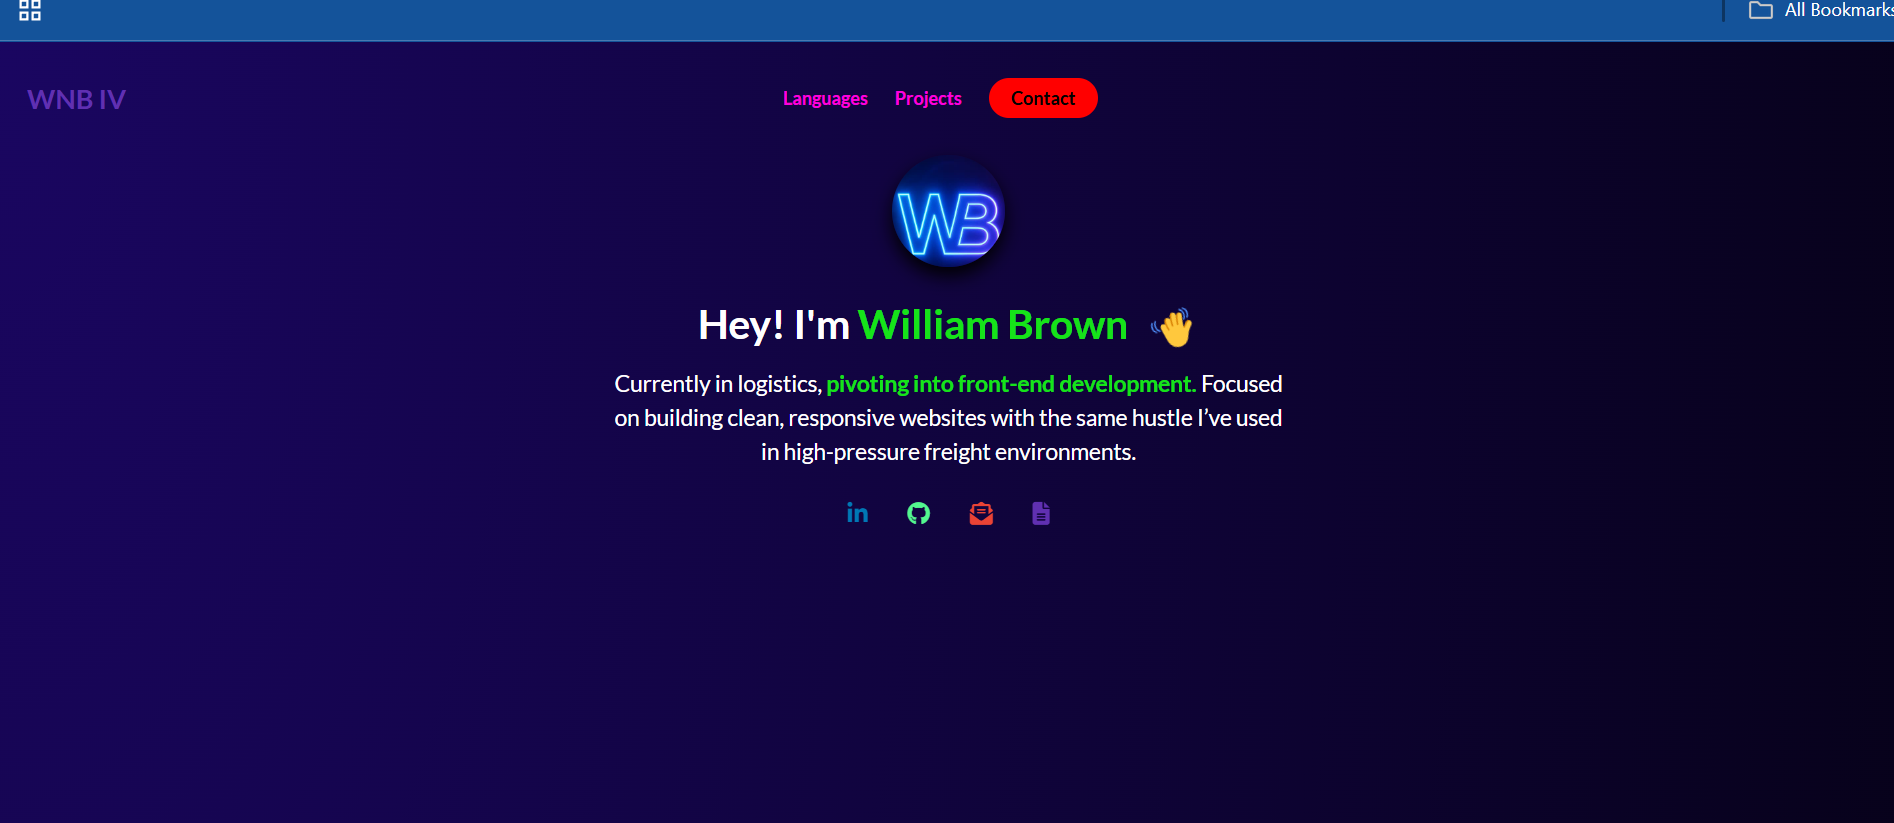 All Bookmarks
WNB IV
Languages Projects Contact
WB
Hey! I'm William Brown
Currently in logistics, pivoting into front-end development. Focused
on building clean, responsive websites with the same hustle I’ve used
in high-pressure freight environments.
in